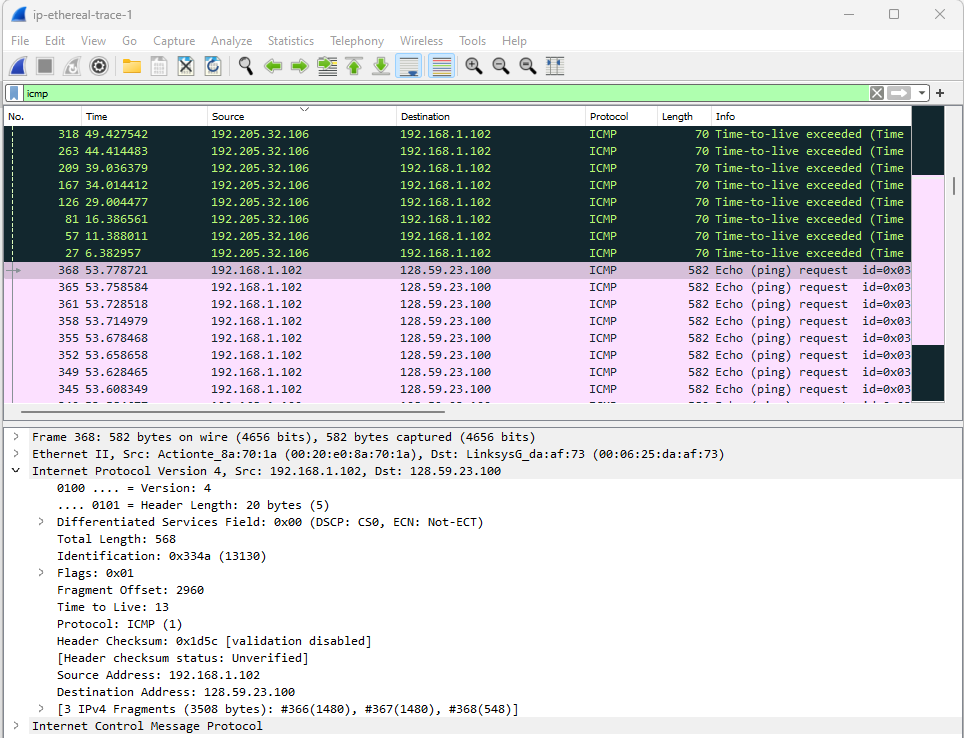 ip-ethereal-trace-1
File Edit View Go Capture Analyze Statistics Telephony Wireless Tools Help
icmp
No. Time Source Destination Protocol Length Info
318 49.427542 192.205.32.106 192.168.1.102 ICMP 70 Time-to-live exceeded (Time
263 44.414483 192.205.32.106 192.168.1.102 ICMP 70 Time-to-live exceeded (Time
209 39.036379 192.205.32.106 192.168.1.102 ICMP 70 Time-to-live exceeded (Time
167 34.014412 192.205.32.106 192.168.1.102 ICMP 70 Time-to-live exceeded (Time
126 29.004477 192.205.32.106 192.168.1.102 ICMP 70 Time-to-live exceeded (Time
81 16.386561 192.205.32.106 192.168.1.102 ICMP 70 Time-to-live exceeded (Time
57 11.388011 192.205.32.106 192.168.1.102 ICMP 70 Time-to-live exceeded (Time
27 6.382957 192.205.32.106 192.168.1.102 ICMP 70 Time-to-live exceeded (Time
368 53.778721 192.168.1.102 128.59.23.100 ICMP 582 Echo (ping) request id=0x03
365 53.758584 192.168.1.102 128.59.23.100 ICMP 582 Echo (ping) request id=0x03
361 53.728518 192.168.1.102 128.59.23.100 ICMP 582 Echo (ping) request id=0x03
358 53.714979 192.168.1.102 128.59.23.100 ICMP 582 Echo (ping) request id=0x03
355 53.678468 192.168.1.102 128.59.23.100 ICMP 582 Echo (ping) request id=0x03
352 53.658658 192.168.1.102 128.59.23.100 ICMP 582 Echo (ping) request id=0x03
349 53.628465 192.168.1.102 128.59.23.100 ICMP 582 Echo (ping) request id=0x03
345 53.608349 192.168.1.102 128.59.23.100 ICMP 582 Echo (ping) request id=0x03
Frame 368: 582 bytes on wire (4656 bits), 582 bytes captured (4656 bits)
Ethernet II, Src: Actionte_8a:70:1a (00:20:e0:8a:70:1a), Dst: LinksysG_da:af:73 (00:06:25:da:af:73)
Internet Protocol Version 4, Src: 192.168.1.102, Dst: 128.59.23.100
0100 .... = Version: 4
.... 0101 = Header Length: 20 bytes (5)
Differentiated Services Field: 0x00 (DSCP: CS0, ECN: Not-ECT)
Total Length: 568
Identification: 0x334a (13130)
Flags: 0x01
Fragment Offset: 2960
Time to Live: 13
Protocol: ICMP (1)
Header Checksum: 0x1d5c [validation disabled]
[Header checksum status: Unverified]
Source Address: 192.168.1.102
Destination Address: 128.59.23.100
[3 IPv4 Fragments (3508 bytes): #366(1480), #367(1480), #368(548)]
Internet Control Message Protocol